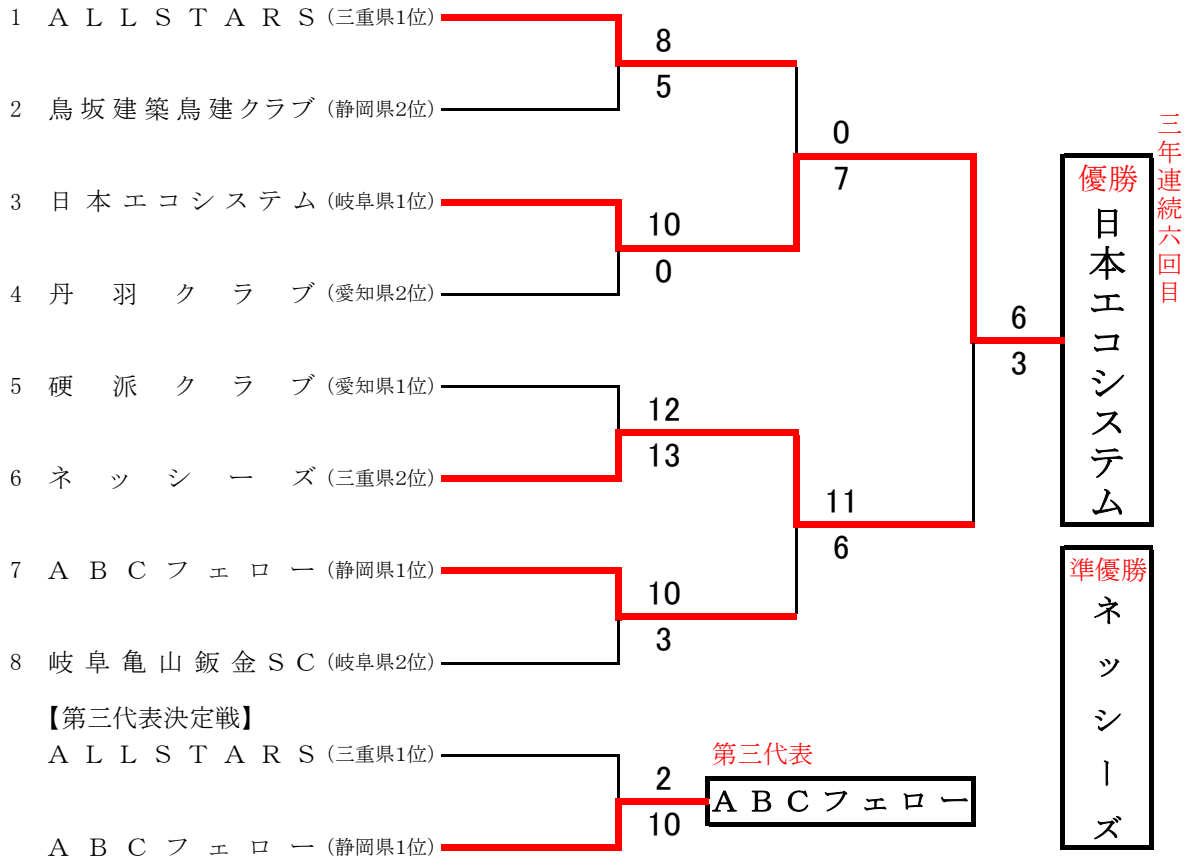 1 ALLSTARS(三重県1位)
8
5
2 鳥坂建築鳥建クラブ(静岡県2位)
0
7
3 日本エコシステム(岐阜県1位)
10
0
4 丹羽クラブ(愛知県2位)
6
3
5 硬派クラブ(愛知県1位)
12
13
6 ネッシーズ(三重県2位)
11
6
7 ABCフェロー(静岡県1位)
10
3
8 岐阜亀山鈑金SC(岐阜県2位)
三年連続六回目
優勝
日本エコシステム
準優勝
ネッシーズ
【第三代表決定戦】
ALLSTARS(三重県1位)
2
10
ABCフェロー(静岡県1位)
第三代表
ABCフェロー